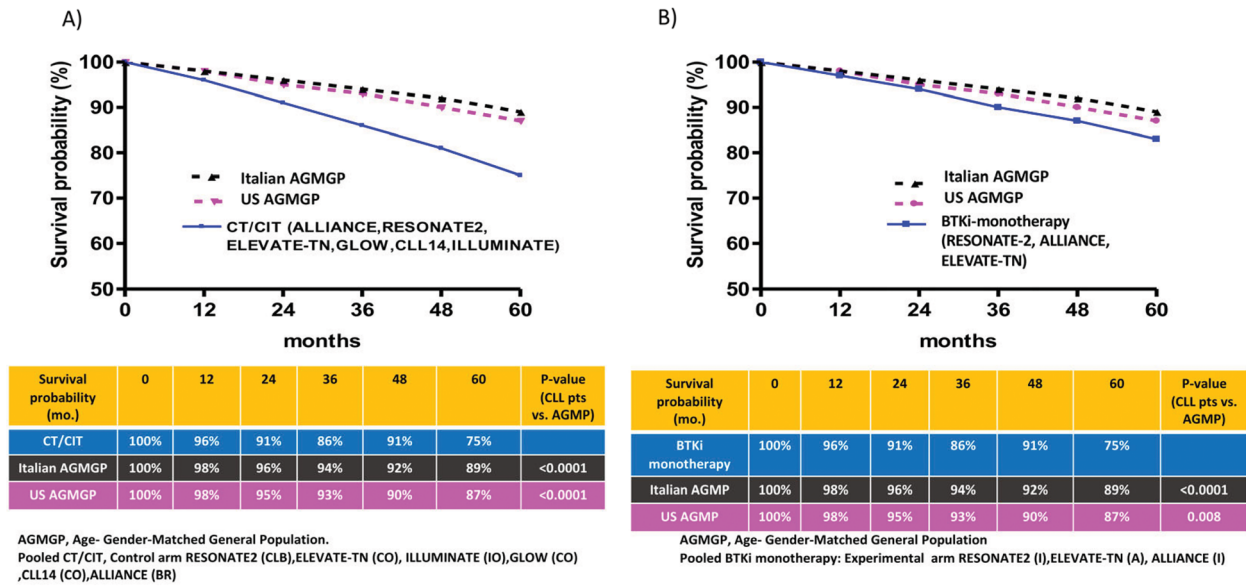 A)
Survival probability (%)
100
90
80
70
60
50
Italian AGMGP
US AGMGP
CT/CIT (ALLIANCE,RESONATE2,
ELEVATE-TN,GLOW,CLL14,ILLUMINATE)
0 12 24 36 48 60
months
Survival probability (mo.) 0 12 24 36 48 60 P-value (CLL pts vs. AGMP)
CT/CIT 100% 96% 91% 86% 91% 75%
Italian AGMGP 100% 98% 96% 94% 92% 89% <0.0001
US AGMGP 100% 98% 95% 93% 90% 87% <0.0001
AGMGP, Age- Gender-Matched General Population.
Pooled CT/CIT, Control arm RESONATE2 (CLB),ELEVATE-TN (CO), ILLUMINATE (IO),GLOW (CO)
,CLL14 (CO),ALLIANCE (BR)
B)
Survival probability (%)
100
90
80
70
60
50
Italian AGMGP
US AGMGP
BTKi-monotherapy
(RESONATE-2, ALLIANCE,
ELEVATE-TN)
0 12 24 36 48 60
months
Survival probability (mo.) 0 12 24 36 48 60 P-value (CLL pts vs. AGMP)
BTKi monotherapy 100% 96% 91% 86% 91% 75%
Italian AGMP 100% 98% 96% 94% 92% 89% <0.0001
US AGMP 100% 98% 95% 93% 90% 87% 0.008
AGMGP, Age- Gender-Matched General Population
Pooled BTKi monotherapy: Experimental arm RESONATE2 (I),ELEVATE-TN (A), ALLIANCE (I)